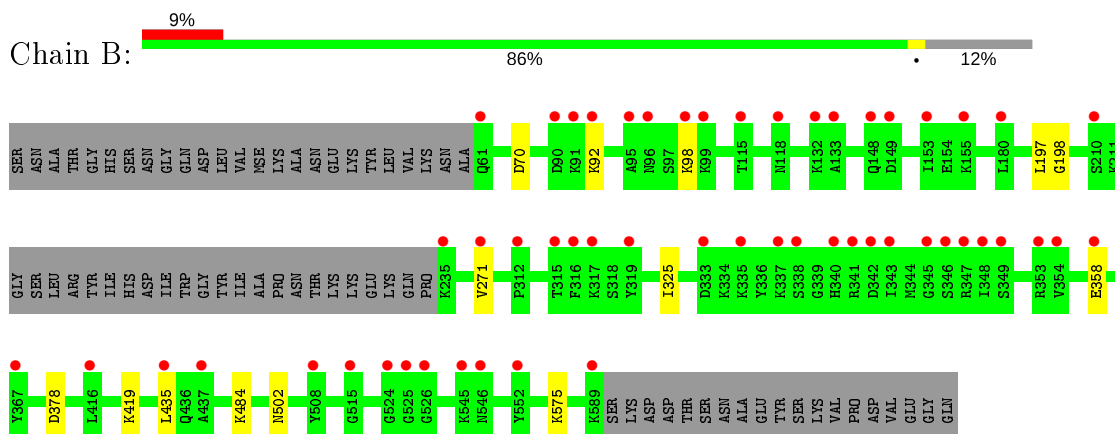 9%
Chain B:
86%
•
12%
SER ASN ALA THR GLY HIS SER ASN GLY GLN ASP LEU VAL MSE LYS ALA ASN GLU LYS TYR LEU VAL LYS ASN ALA Q61 D70 D90 K91 K92 A95 N96 S97 K98 K99 T115 N118 K132 A133 Q148 D149 I153 E154 K155 L180 L197 G198 S210 K211
GLY SER LEU ARG TYR ILE HIS ASP ILE TRP GLY TYR ILE ALA PRO ASN THR LYS LYS GLU LYS GLN PRO K235 V271 P312 T315 F316 K317 S318 Y319 I325 D333 K334 K335 Y336 K337 S338 G339 H340 R341 D342 I343 M344 G345 S346 R347 I348 S349 R353 V354 E358
Y367 D378 L416 K419 L435 Q436 A437 K484 N502 Y508 G515 G524 G525 G526 K545 N546 Y552 K575 K589 SER LYS ASP ASP THR SER ASN ALA GLU TYR SER LYS VAL PRO ASP VAL GLU GLY GLN